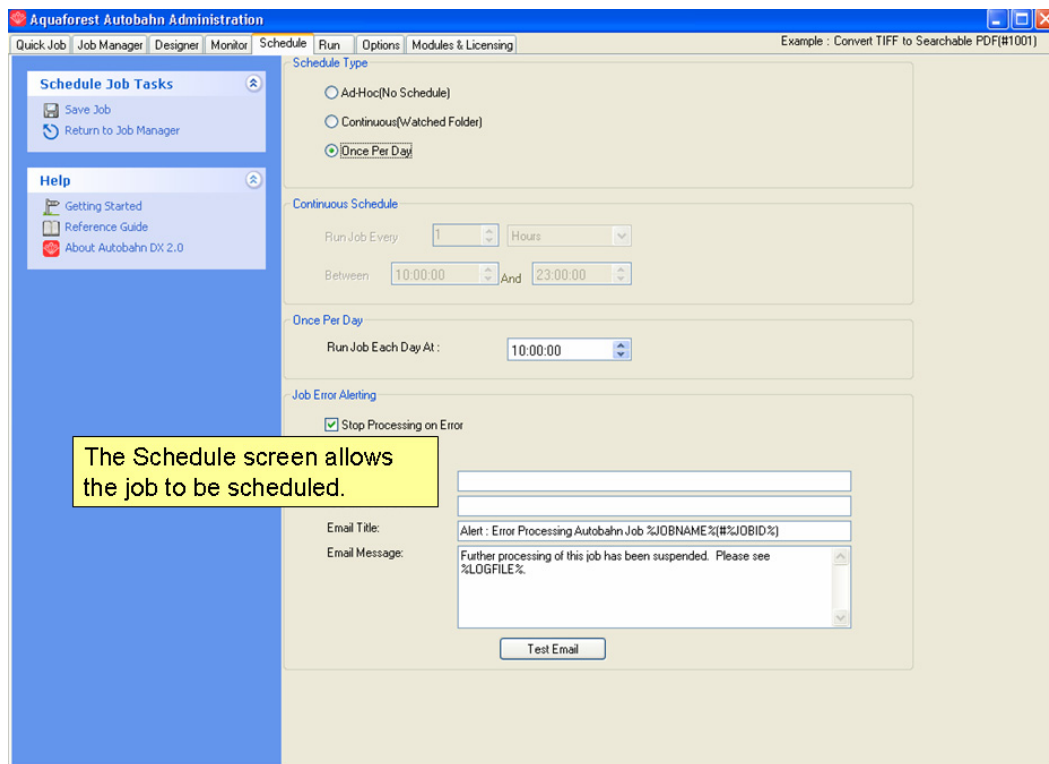 Aquaforest Autobahn Administration
Quick Job Job Manager Designer Monitor Schedule Run Options Modules & Licensing
Example : Convert TIFF to Searchable PDF(#1001)
Schedule Job Tasks
Save Job
Return to Job Manager
Help
Getting Started
Reference Guide
About Autobahn DX 2.0
Schedule Type
Ad-Hoc(No Schedule)
Continuous(Watched Folder)
Once Per Day
Continuous Schedule
Run Job Every 1 Hours
Between 10:00:00 And 23:00:00
Once Per Day
Run Job Each Day At : 10:00:00
Job Error Alerting
Stop Processing on Error
The Schedule screen allows
the job to be scheduled.
Email Title: Alert : Error Processing Autobahn Job %JOBNAME%(#%JOBID%)
Email Message: Further processing of this job has been suspended. Please see
%LOGFILE%.
Test Email